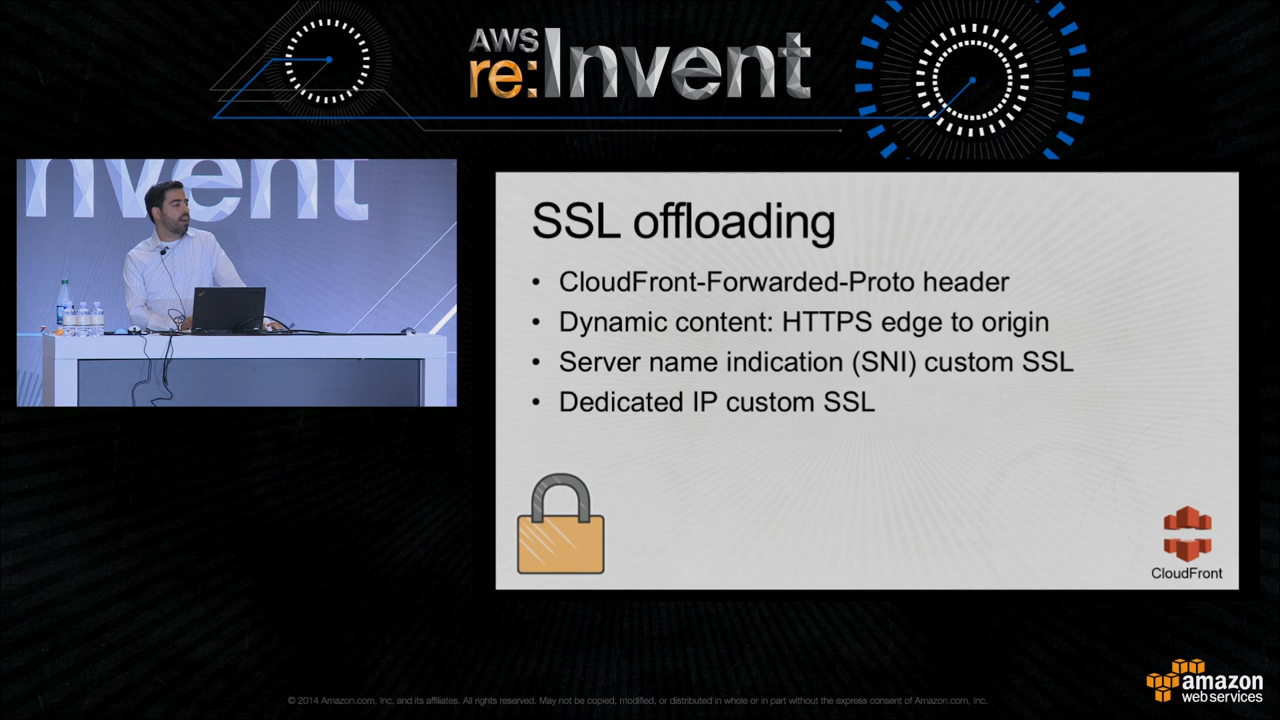 AWS
re:Invent
nvent
SSL offloading
• CloudFront-Forwarded-Proto header
• Dynamic content: HTTPS edge to origin
• Server name indication (SNI) custom SSL
• Dedicated IP custom SSL
CloudFront
amazon
web services
© 2014 Amazon.com, Inc. and its affiliates. All rights reserved. May not be copied, modified, or distributed in whole or in part without the express consent of Amazon.com, Inc.